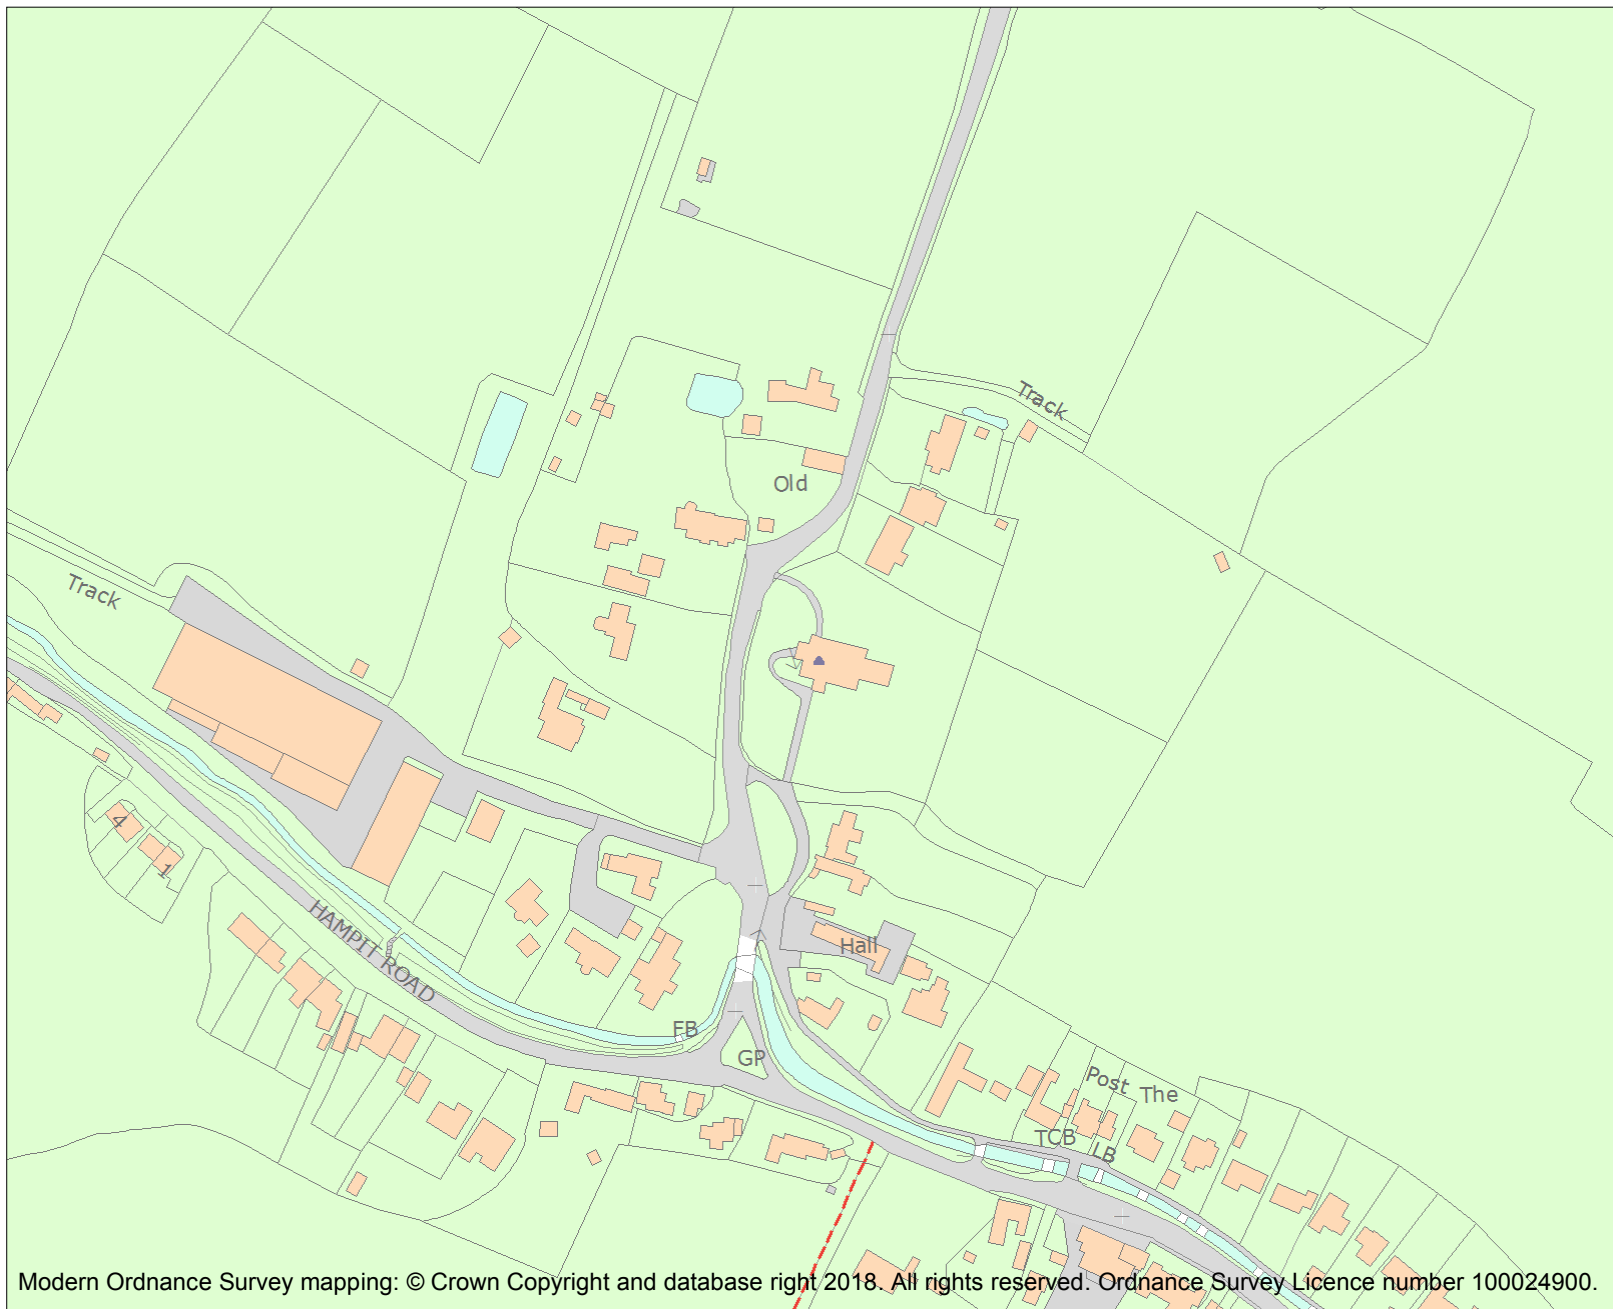 Track
Old
Track
4
1
HAMPIT ROAD
Hall
FB
GP
Post
The
TCB
LB
Modern Ordnance Survey mapping: © Crown Copyright and database right 2018. All rights reserved. Ordnance Survey Licence number 100024900.